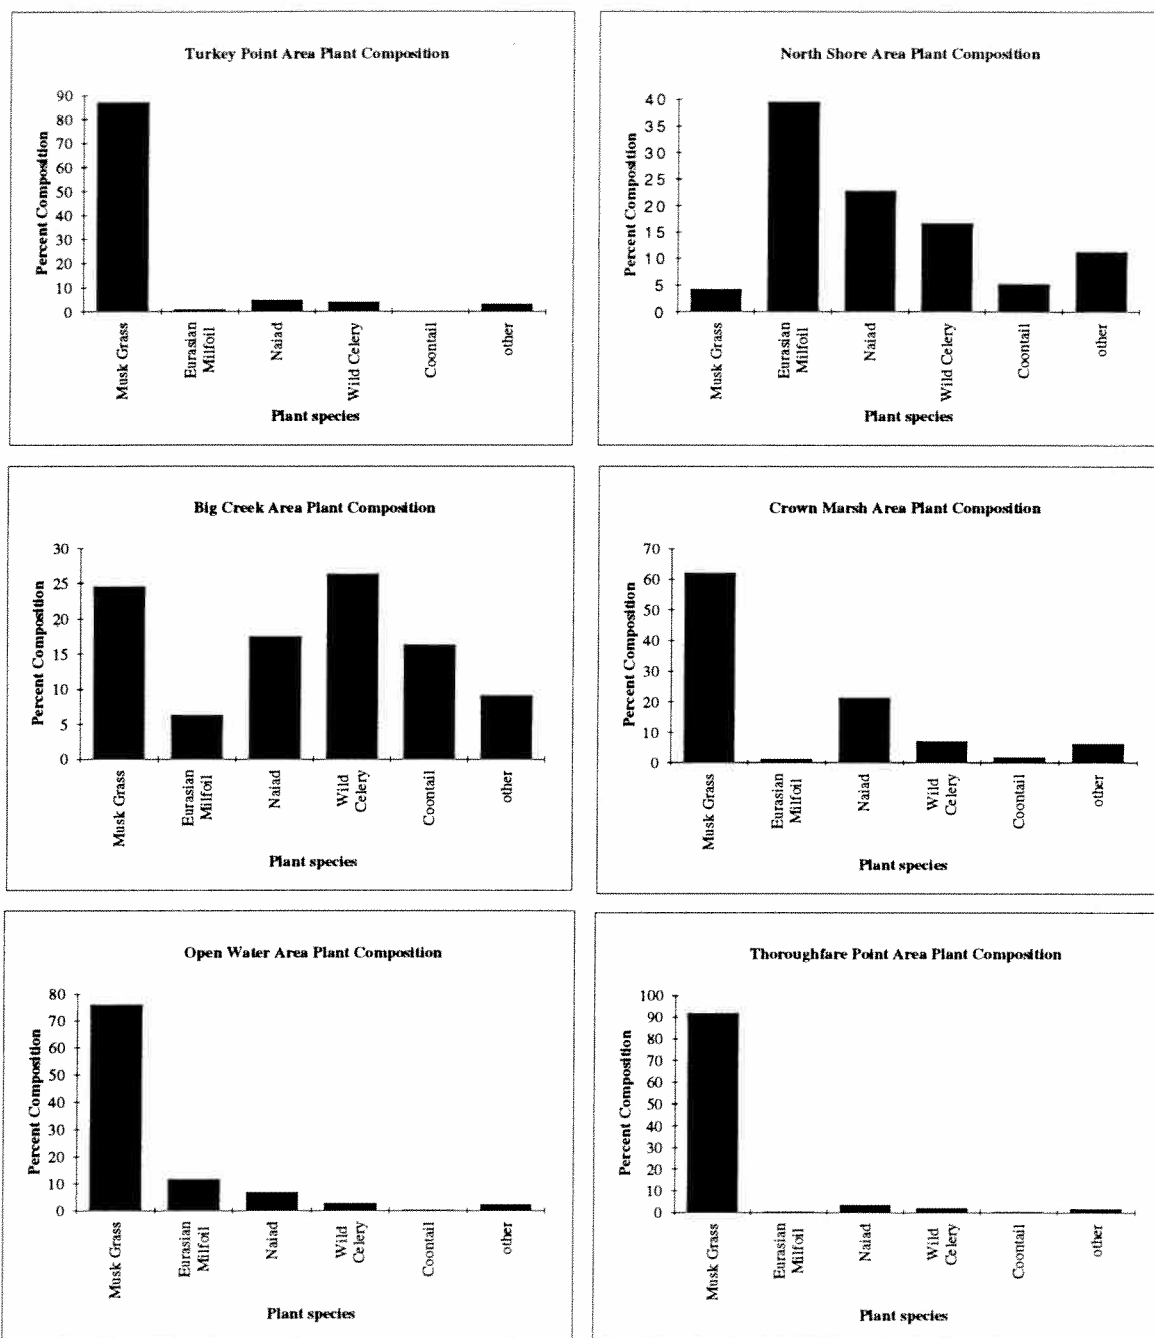 Turkey Point Area Plant Composition
Percent Composition
90
80
70
60
50
40
30
20
10
0
Musk Grass
Eurasian
Milfoil
Naiad
Wild Celery
Coontail
other
Plant species
North Shore Area Plant Composition
Percent Composition
40
35
30
25
20
15
10
5
0
Musk Grass
Eurasian
Milfoil
Naiad
Wild Celery
Coontail
other
Plant species
Big Creek Area Plant Composition
Percent Composition
30
25
20
15
10
5
0
Musk Grass
Eurasian
Milfoil
Naiad
Wild
Celery
Coontail
other
Plant species
Crown Marsh Area Plant Composition
Percent Composition
70
60
50
40
30
20
10
0
Musk Grass
Eurasian
Milfoil
Naiad
Wild
Celery
Coontail
other
Plant species
Open Water Area Plant Composition
Percent Composition
80
70
60
50
40
30
20
10
0
Musk Grass
Eurasian
Milfoil
Naiad
Wild
Celery
Coontail
other
Plant species
Thoroughfare Point Area Plant Composition
Percent Composition
100
90
80
70
60
50
40
30
20
10
0
Musk Grass
Eurasian
Milfoil
Naiad
Wild
Celery
Coontail
other
Plant species